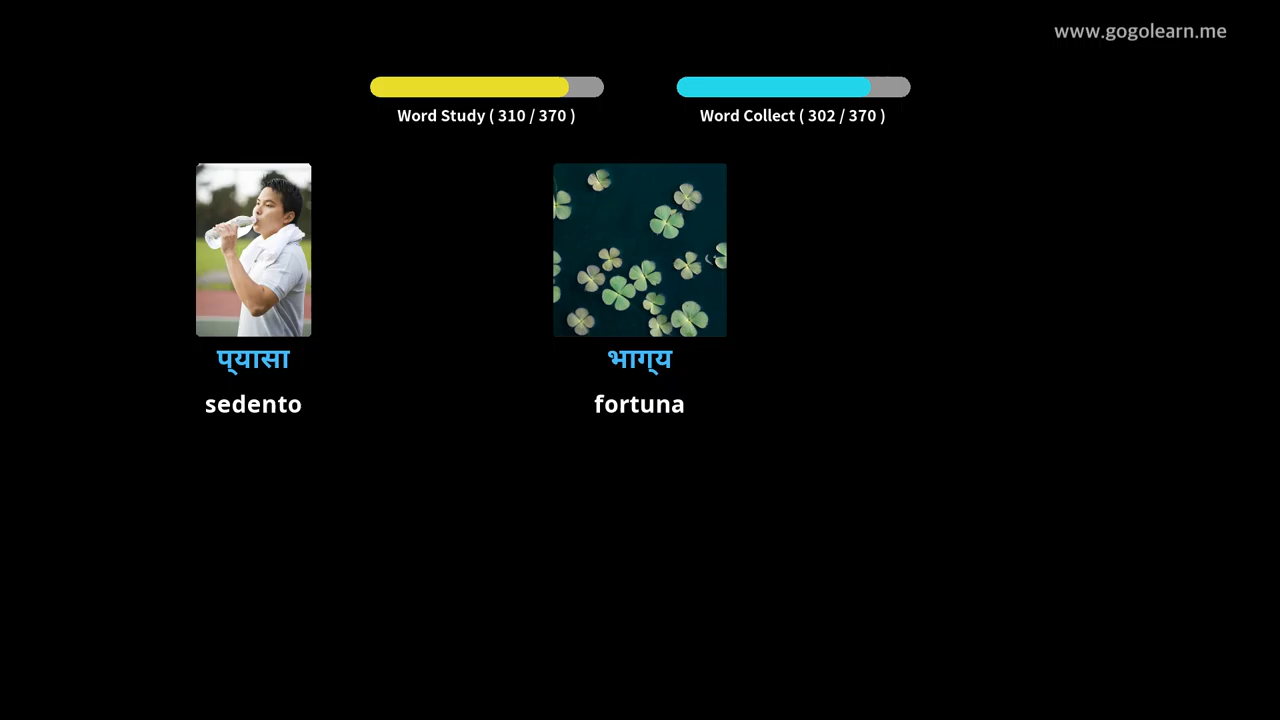 www.gogolearn.me
Word Study ( 310 / 370 )
Word Collect ( 302 / 370 )
प्यासा
भाग्य
sedento
fortuna